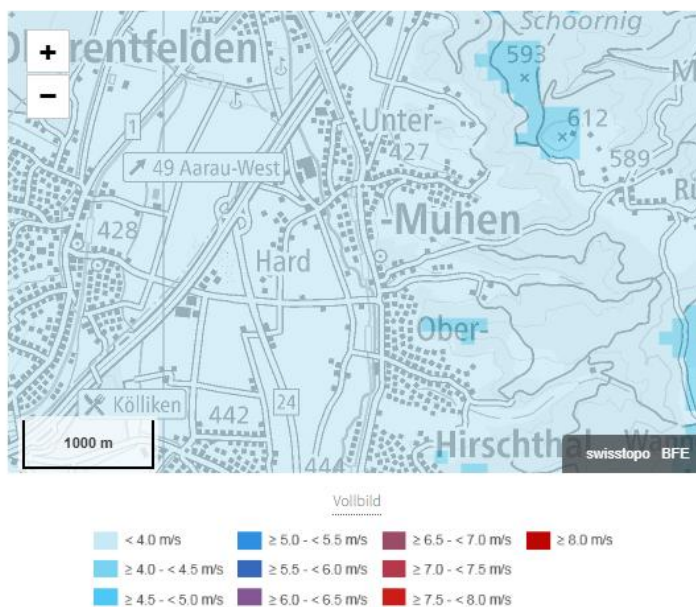 Schoornig
+
Ob
rentfelden
593
M
−
1
Unter-
612
427
49 Aarau-West
589
R
-Muhen
428
Hard
Ober-
Kölliken
24
442
1000 m
444
Hirschthal
Wann
swisstopo BFE
Vollbild
< 4.0 m/s
≥ 5.0 - < 5.5 m/s
≥ 6.5 - < 7.0 m/s
≥ 8.0 m/s
≥ 4.0 - < 4.5 m/s
≥ 5.5 - < 6.0 m/s
≥ 7.0 - < 7.5 m/s
≥ 4.5 - < 5.0 m/s
≥ 6.0 - < 6.5 m/s
≥ 7.5 - < 8.0 m/s